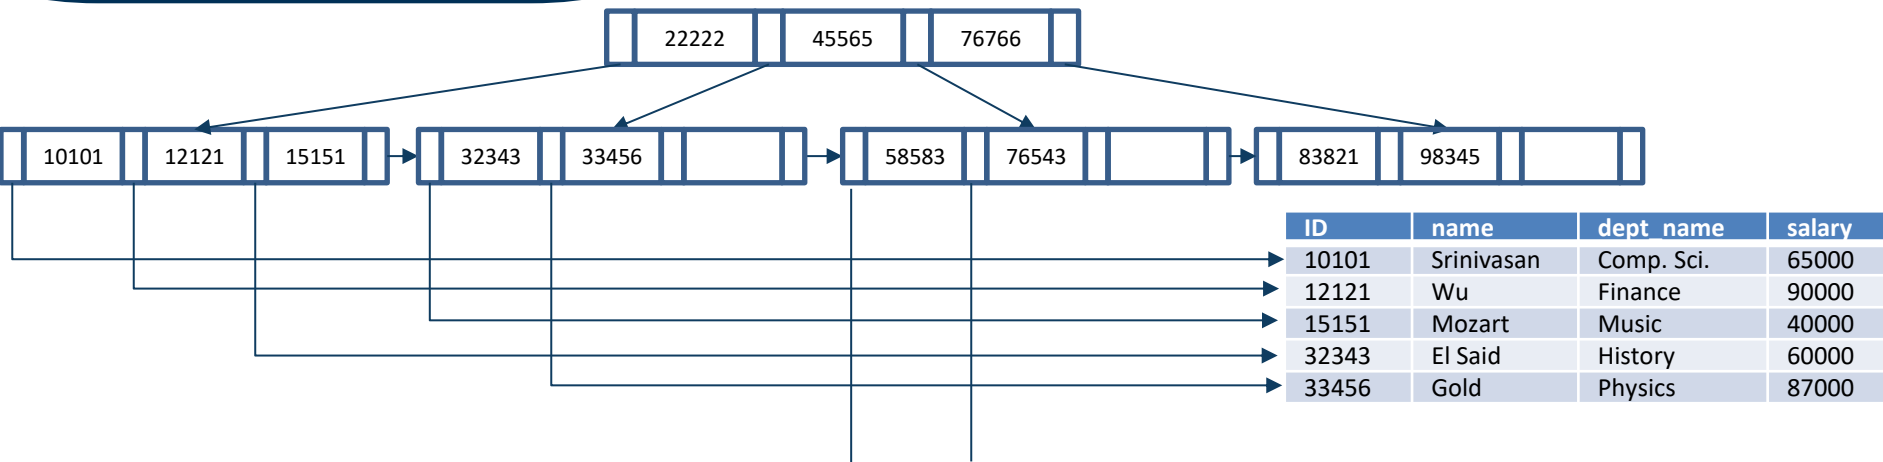 22222 45565 76766
10101 12121 15151 32343 33456 58583 76543 83821 98345
ID name dept_name salary
10101 Srinivasan Comp. Sci. 65000
12121 Wu Finance 90000
15151 Mozart Music 40000
32343 El Said History 60000
33456 Gold Physics 87000